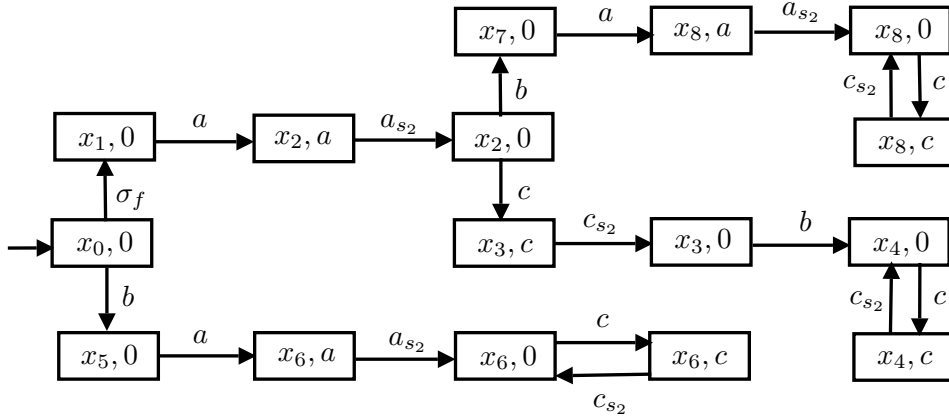 a a_{s_2}
x_7, 0 x_8, a x_8, 0
b c_{s_2} c
a a_{s_2}
x_1, 0 x_2, a x_2, 0 x_8, c
σ_f c
c_{s_2} b
x_0, 0 x_3, c x_3, 0 x_4, 0
b c_{s_2} c
a a_{s_2} c
x_5, 0 x_6, a x_6, 0 x_6, c x_4, c
c_{s_2}